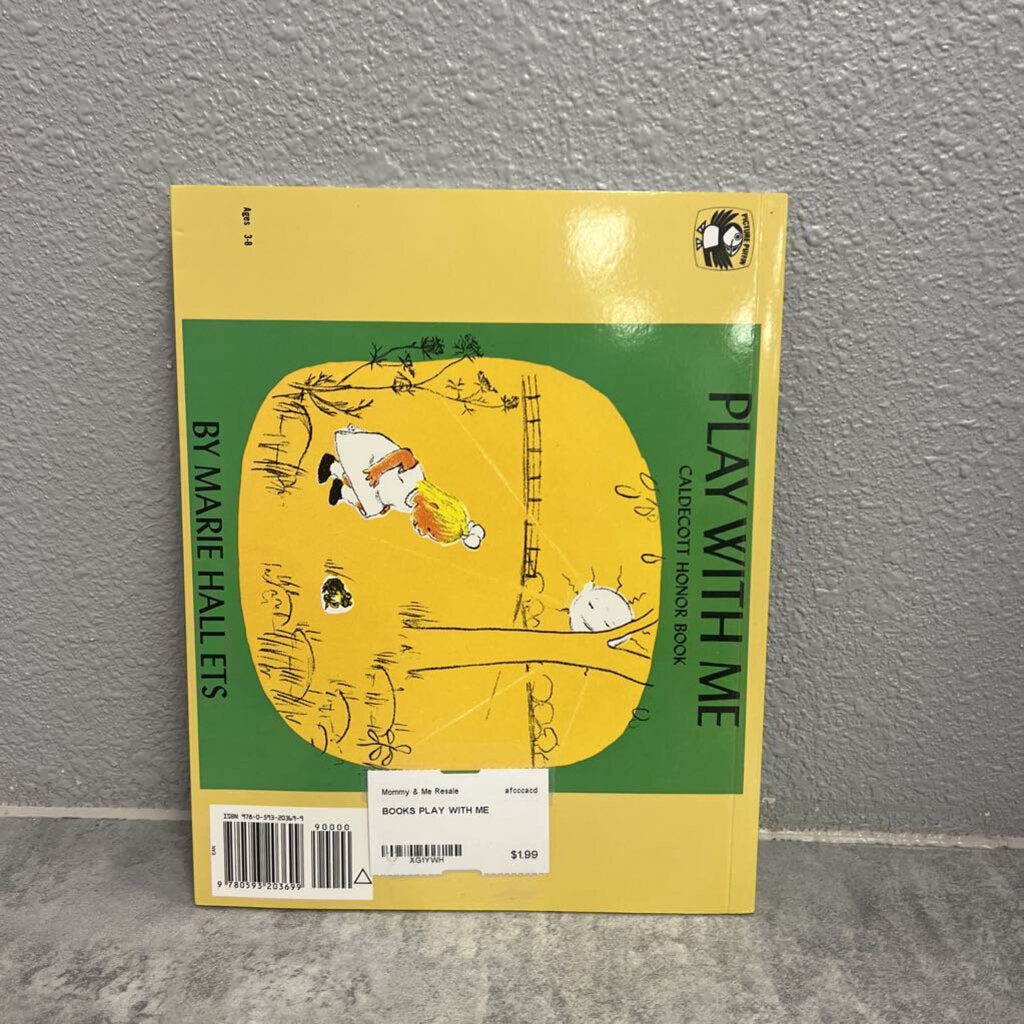 PLAY WITH ME
CALDECOTT HONOR BOOK
BY MARIE HALL ETS
PICTURE PUFFIN
Ages 3-8
ISBN 978-0-593-20369-9
90000
9 780593 203699
Mommy & Me Resale afcccacd
BOOKS PLAY WITH ME
XG1YWH $1.99